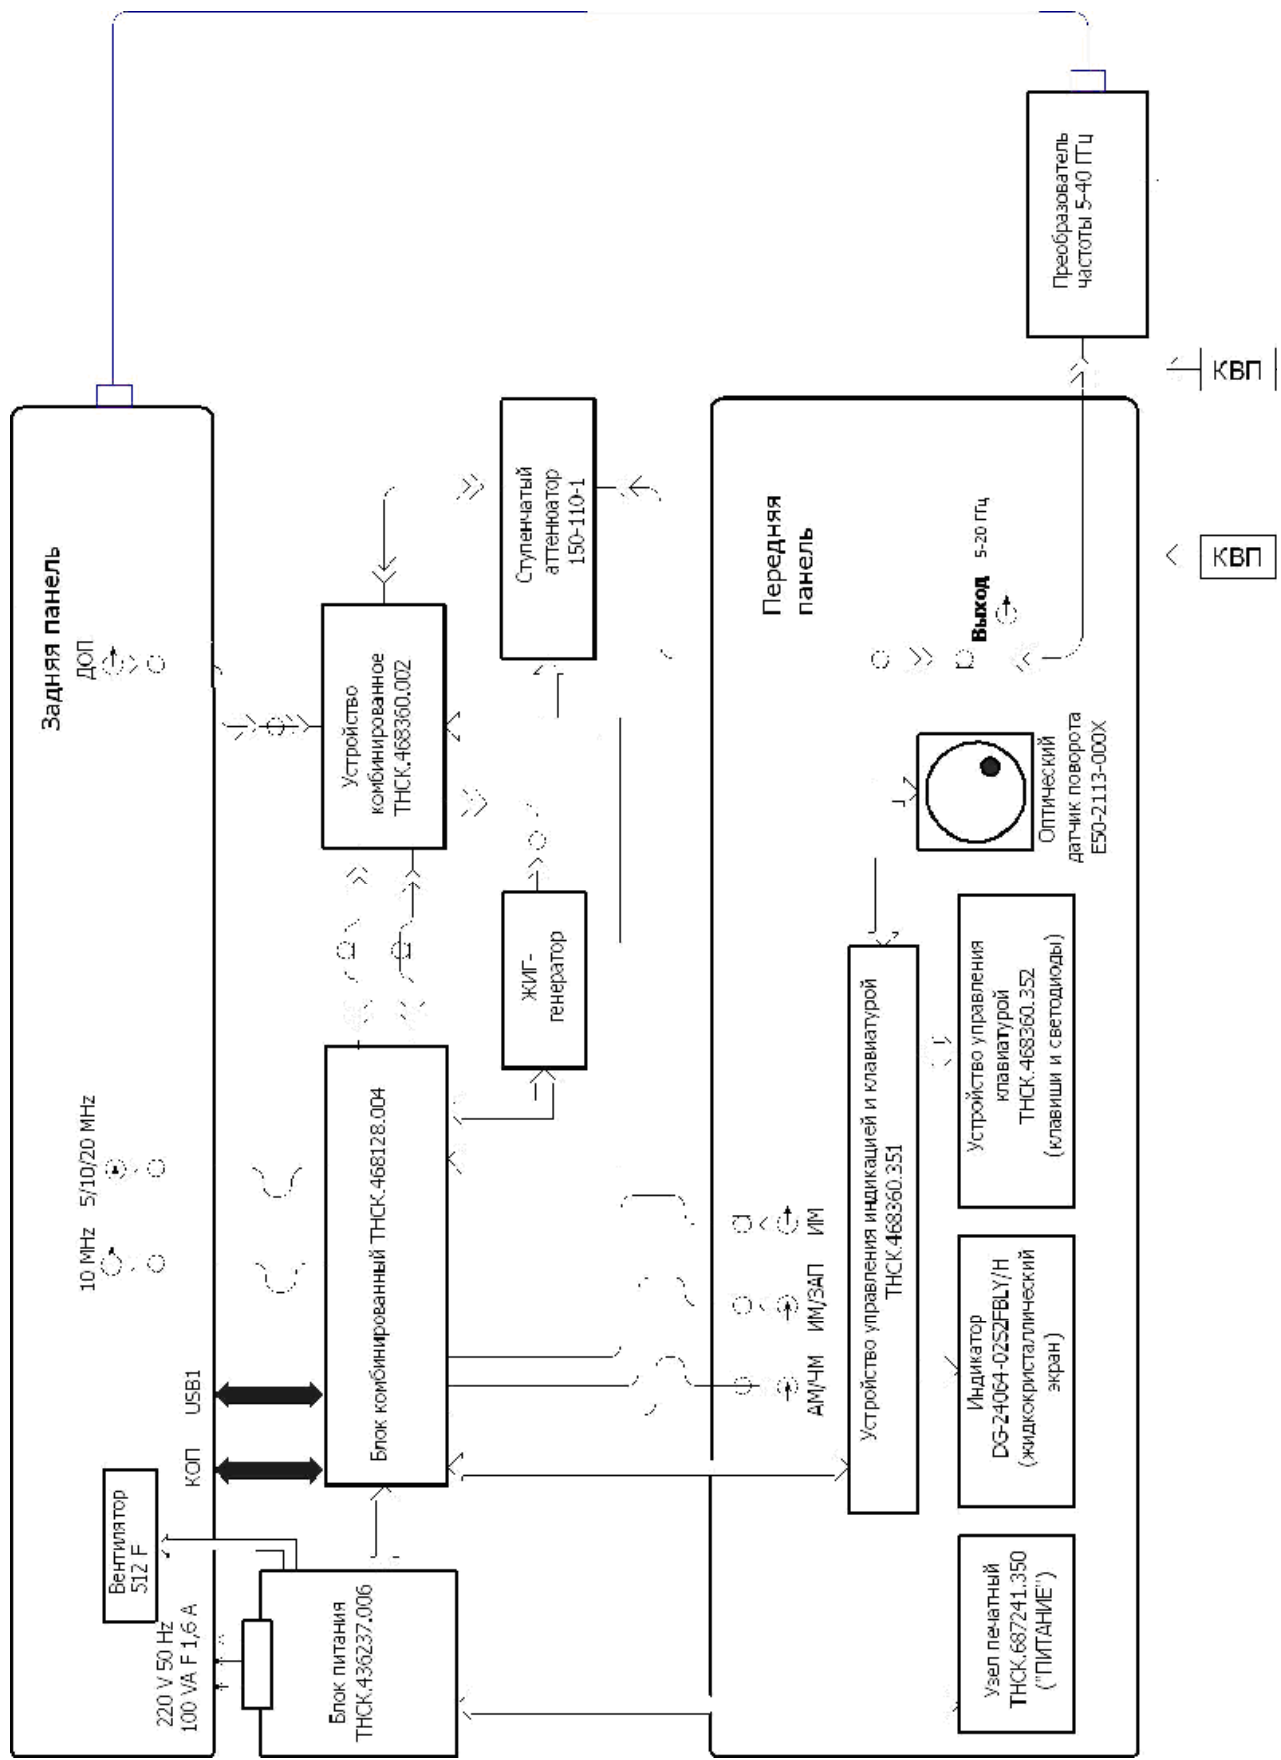 Задняя панель
220 V 50 Hz
100 VA F 1,6 A
Вентилятор
512 F
КОП
USB1
10 MHz
5/10/20 MHz
ДОП
Блок питания
ТНСК.436237.006
Блок комбинированный ТНСК.468128.004
Устройство
комбинированное
ТНСК.468360.002
ЖИГ-
генератор
Ступенчатый
аттенюатор
150-110-1
Передняя
панель
АМ/ЧМ
ИМ/ЗАП
ИМ
Выход 5-20 ГГц
Устройство управления индикацией и клавиатурой
ТНСК.468360.351
Оптический
датчик поворота
E50-2113-000X
Узел печатный
ТНСК.687241.350
("ПИТАНИЕ")
Индикатор
DG-24064-02S2FBLY/H
(жидкокристаллический
экран)
Устройство управления
клавиатурой
ТНСК.468360.352
(клавиши и светодиоды)
Преобразователь
частоты 5-40 ГГц
КВП
КВП